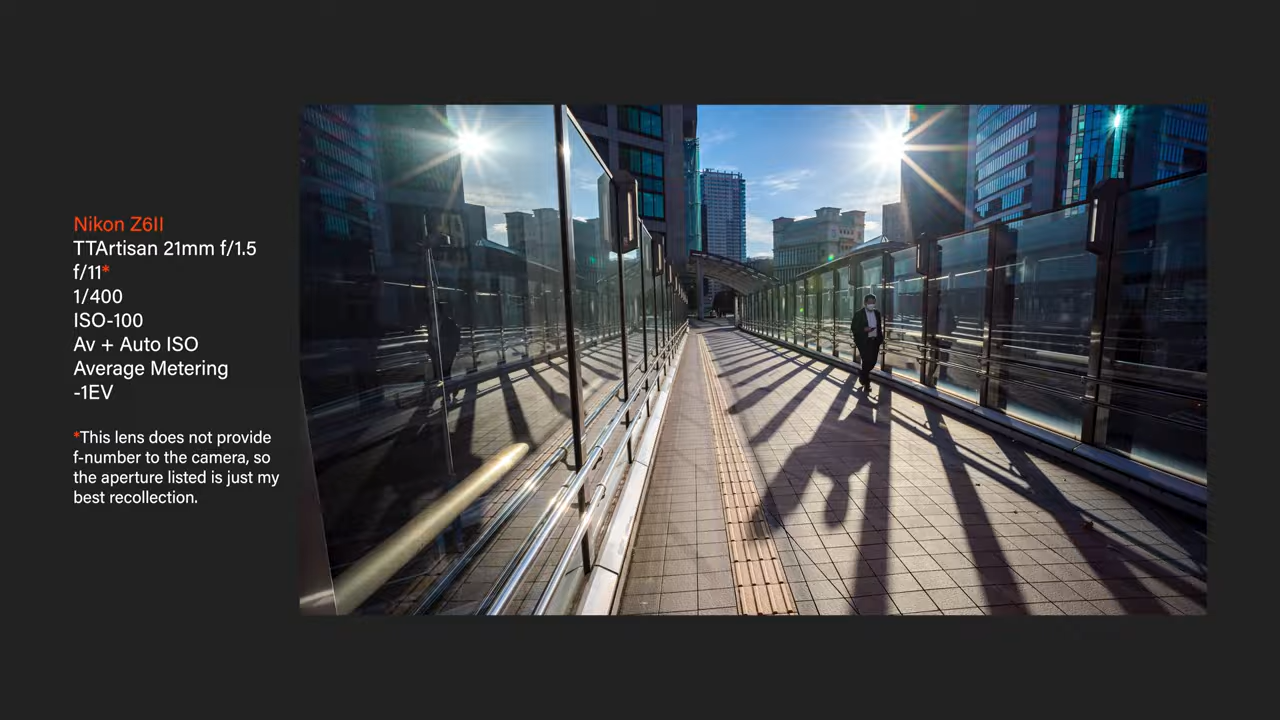 Nikon Z6II
TTArtisan 21mm f/1.5
f/11*
1/400
ISO-100
Av + Auto ISO
Average Metering
-1EV
*This lens does not provide
f-number to the camera, so
the aperture listed is just my
best recollection.